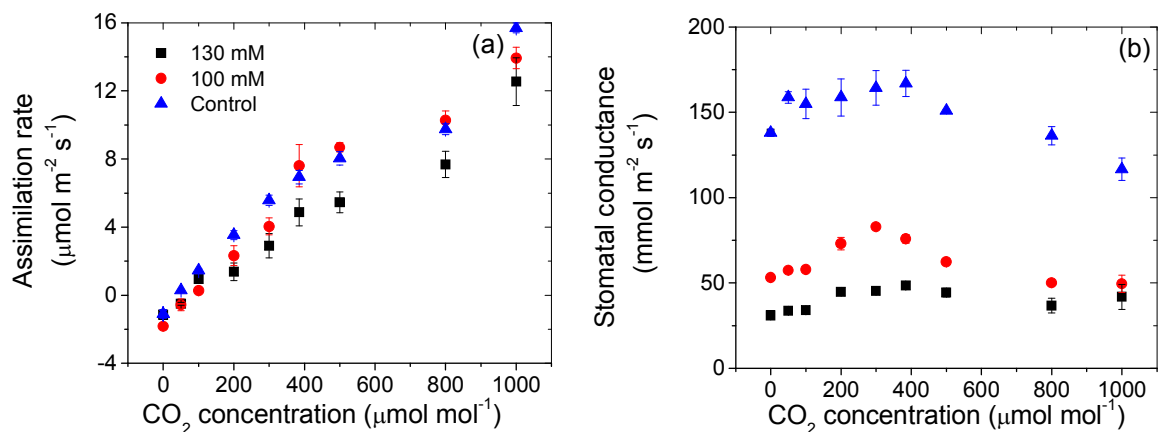 (a)
130 mM
100 mM
Control
16
12
8
4
0
-4
Assimilation rate
(μmol m⁻² s⁻¹)
0 200 400 600 800 1000
CO₂ concentration (μmol mol⁻¹)
(b)
200
150
100
50
0
Stomatal conductance
(mmol m⁻² s⁻¹)
0 200 400 600 800 1000
CO₂ concentration (μmol mol⁻¹)